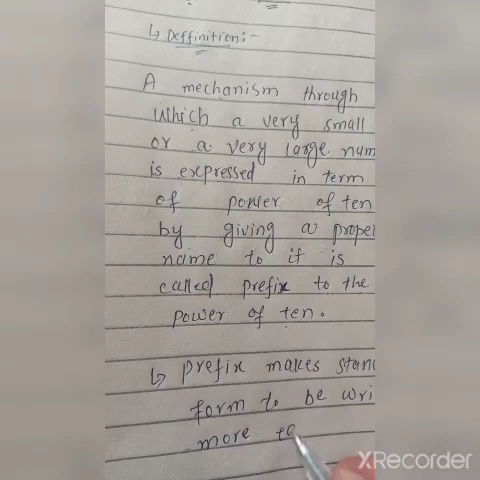 ↳ Deffinition:-
A mechanism through
which a very small
or a very large num
is expressed in term
of power of ten
by giving a proper
name to it is
called prefix to the
power of ten.
↳ prefix makes stan
form to be wri
more to
XRecorder